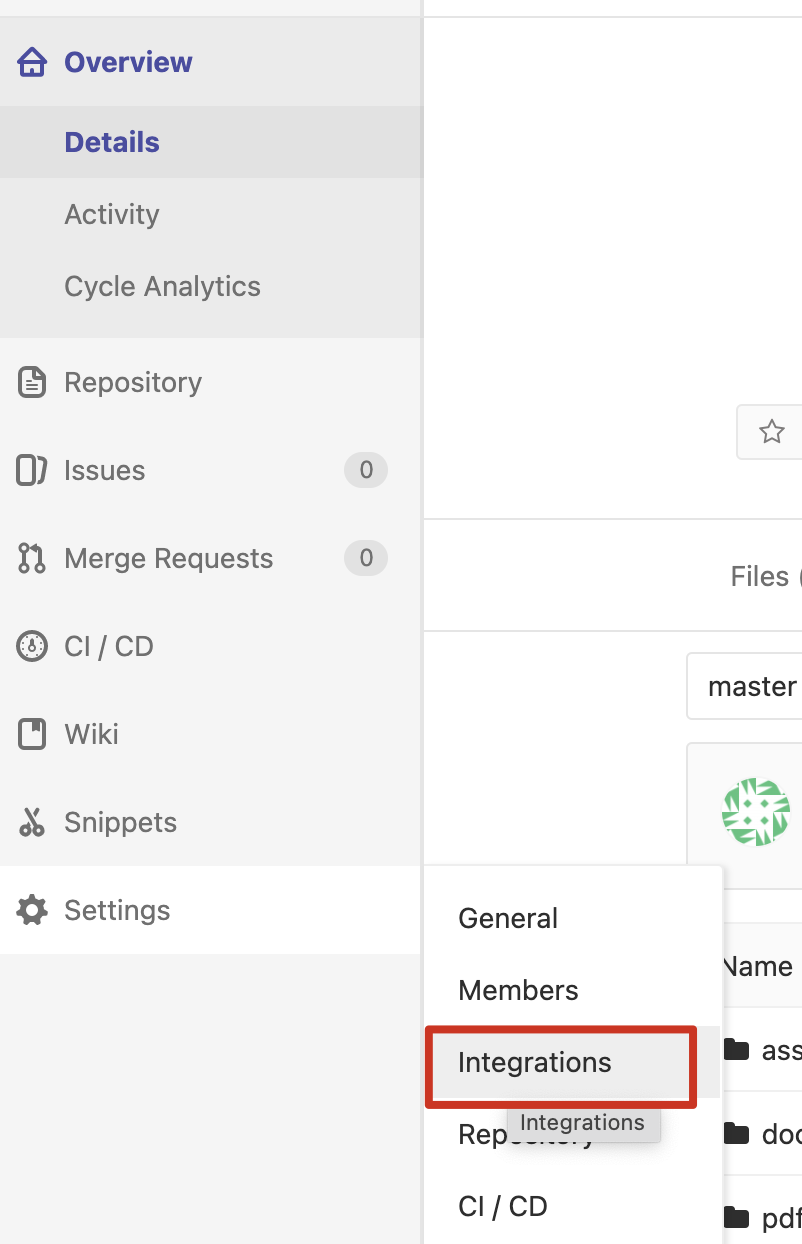 Overview
Details
Activity
Cycle Analytics
Repository
Issues 0
Merge Requests 0
CI / CD
Wiki
Snippets
Settings
Files (
master
General
Members
Integrations
Integrations
Repository
CI / CD
Name
ass
doc
pdf